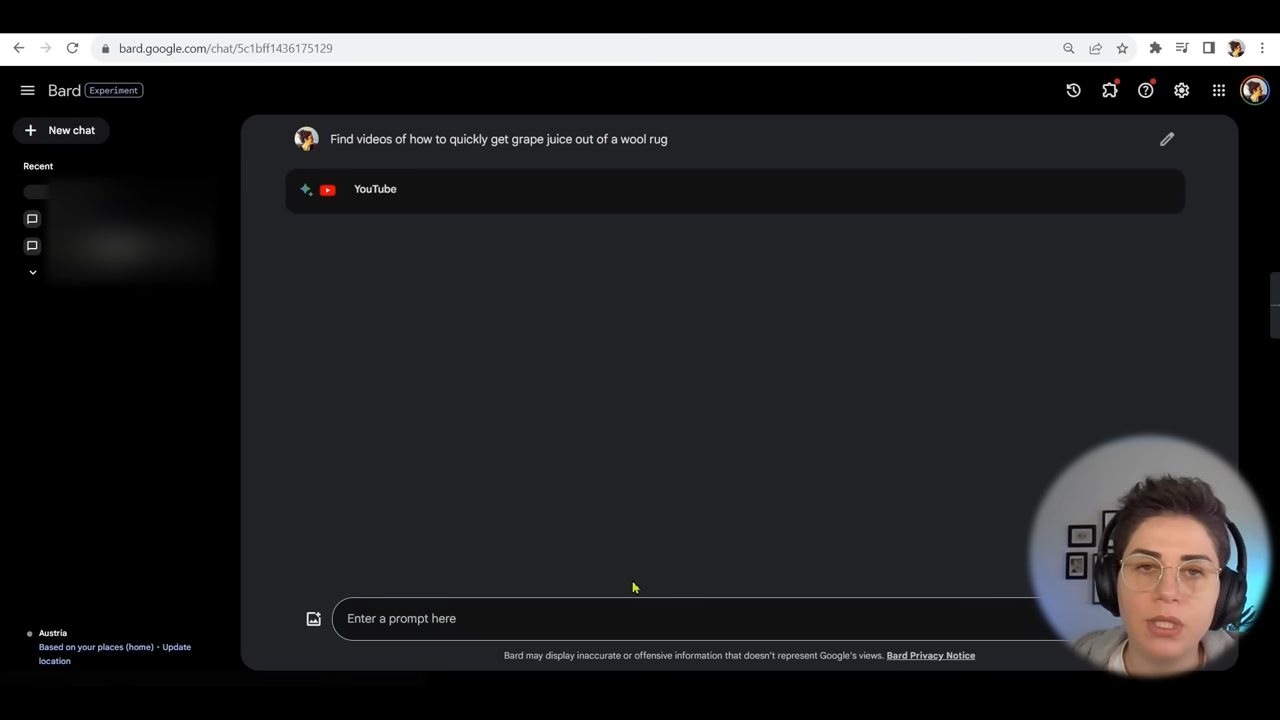 bard.google.com/chat/5c1bff1436175129
Bard Experiment
New chat
Recent
Find videos of how to quickly get grape juice out of a wool rug
YouTube
Enter a prompt here
Austria
Based on your places (home) • Update
location
Bard may display inaccurate or offensive information that doesn't represent Google's views. Bard Privacy Notice